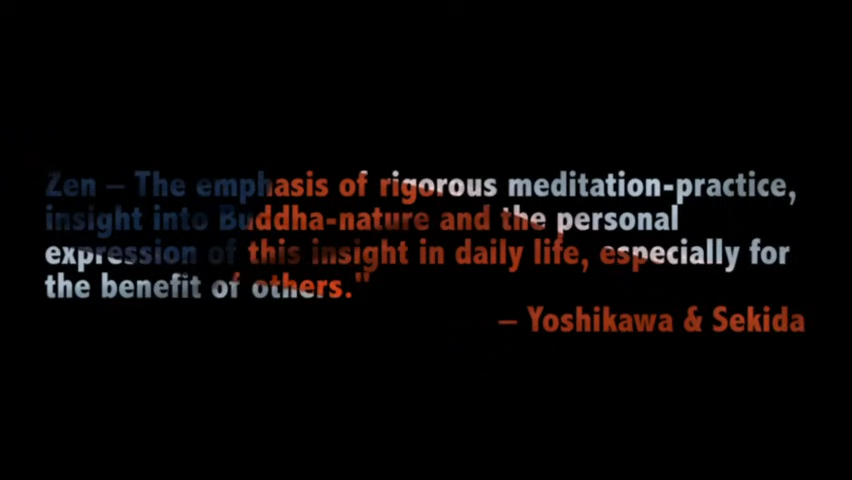 Zen – The emphasis of rigorous meditation-practice,
insight into Buddha-nature and the personal
expression of this insight in daily life, especially for
the benefit of others."
– Yoshikawa & Sekida